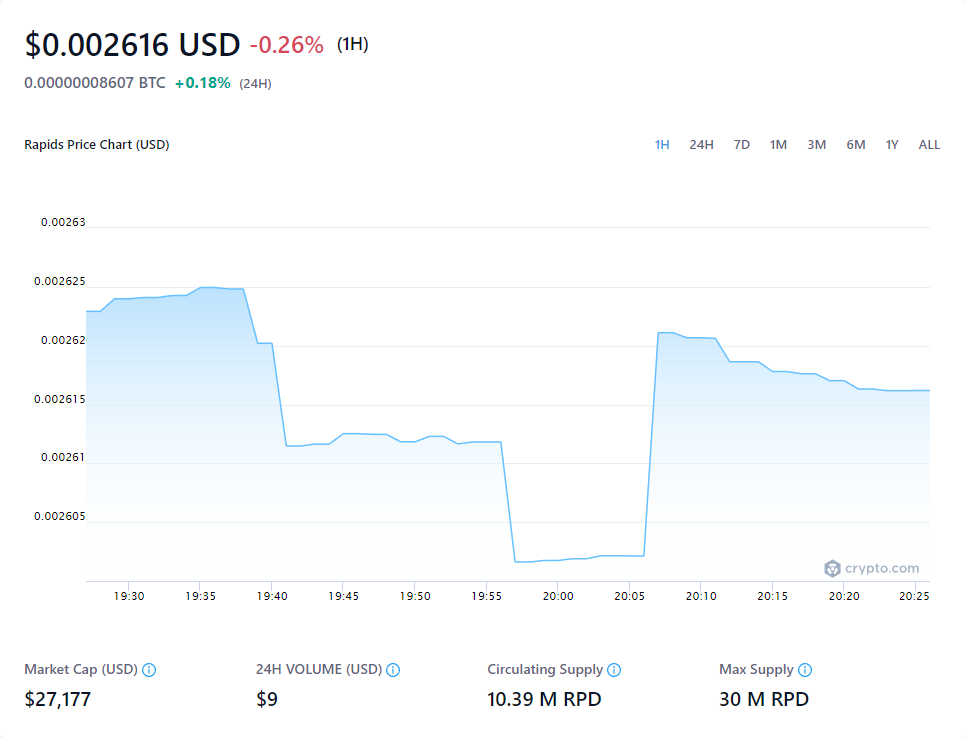 $0.002616 USD -0.26% (1H)
0.00000008607 BTC +0.18% (24H)
Rapids Price Chart (USD) 1H 24H 7D 1M 3M 6M 1Y ALL
0.00263
0.002625
0.00262
0.002615
0.00261
0.002605
crypto.com
19:30 19:35 19:40 19:45 19:50 19:55 20:00 20:05 20:10 20:15 20:20 20:25
Market Cap (USD) 24H VOLUME (USD) Circulating Supply Max Supply
$27,177 $9 10.39 M RPD 30 M RPD